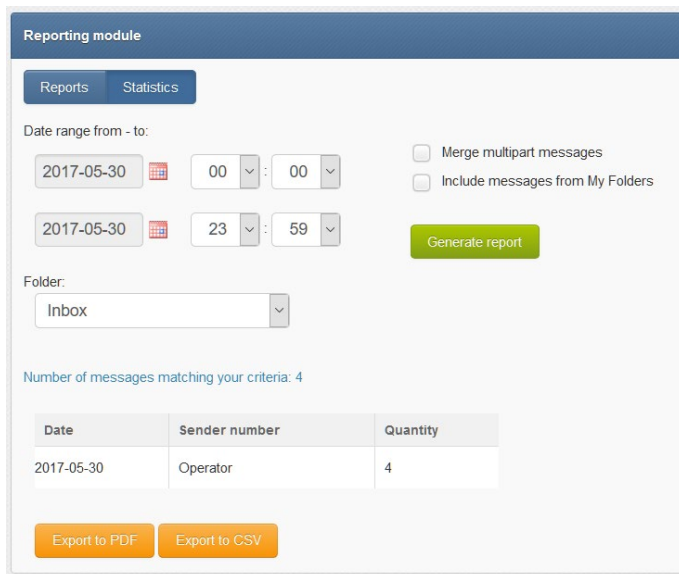 Reporting module
Reports Statistics
Date range from - to:
2017-05-30 00 : 00
Merge multipart messages
Include messages from My Folders
2017-05-30 23 : 59
Generate report
Folder:
Inbox
Number of messages matching your criteria: 4
Date Sender number Quantity
2017-05-30 Operator 4
Export to PDF Export to CSV